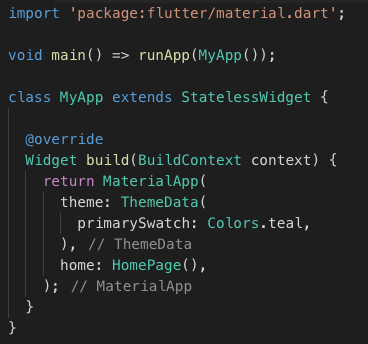 import 'package:flutter/material.dart';
void main() => runApp(MyApp());
class MyApp extends StatelessWidget {
@override
Widget build(BuildContext context) {
return MaterialApp(
theme: ThemeData(
primarySwatch: Colors.teal,
), // ThemeData
home: HomePage(),
); // MaterialApp
}
}